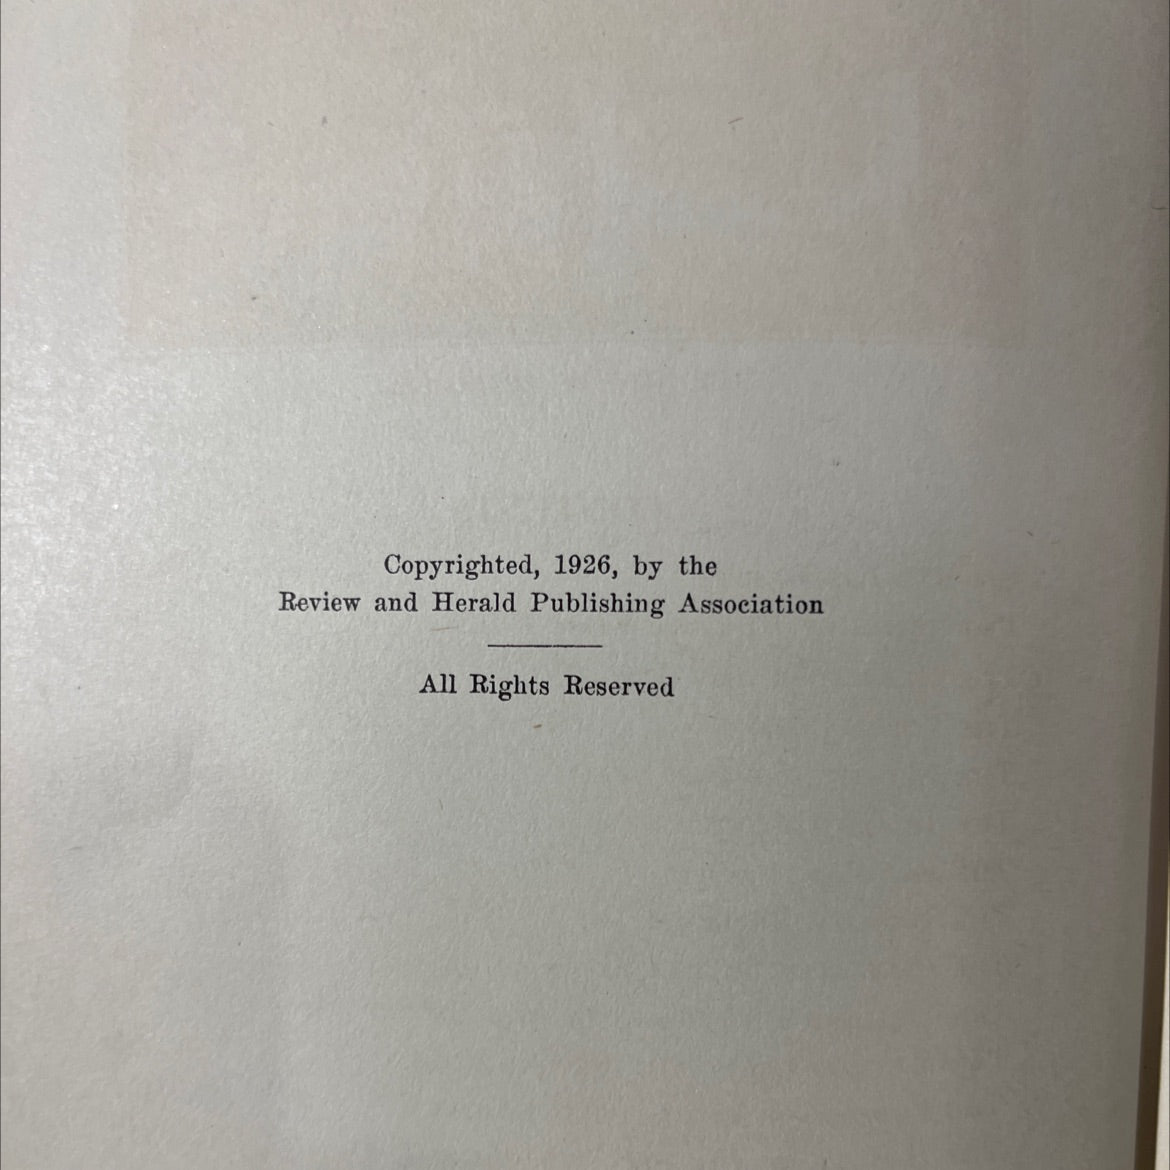 Copyrighted, 1926, by the
Review and Herald Publishing Association
All Rights Reserved